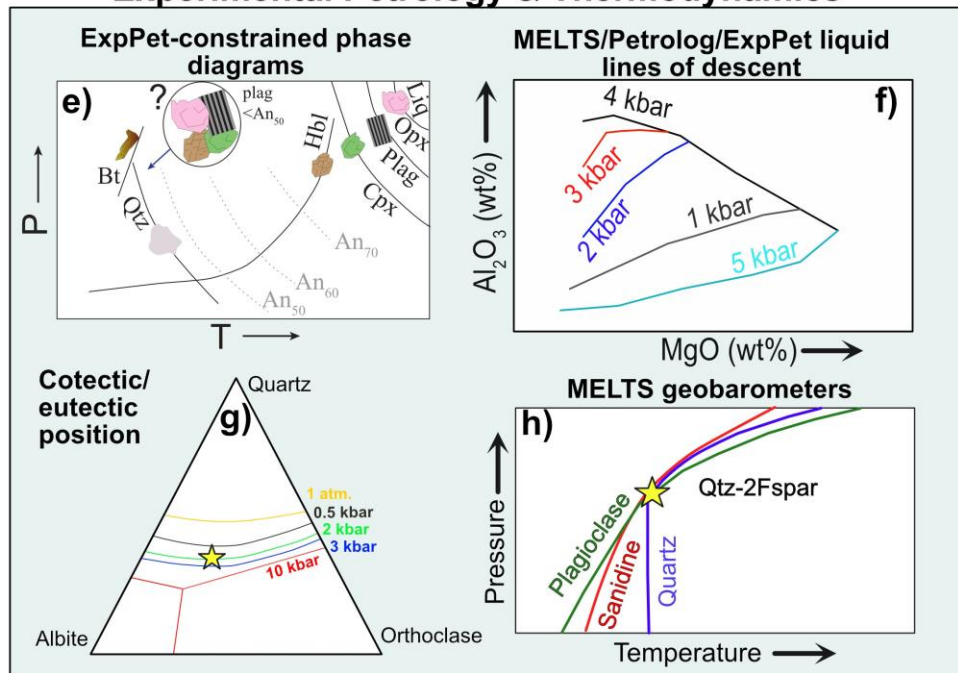 Experimental Petrology & Thermodynamics
ExpPet-constrained phase
diagrams
e)
?
plag
<An50
Bt
Qtz
Hbl
Cpx
Plag
Opx
Liq
An70
An60
An50
P
T
MELTS/Petrolog/ExpPet liquid
lines of descent
f)
4 kbar
3 kbar
2 kbar
1 kbar
5 kbar
Al2O3 (wt%)
MgO (wt%)
Cotectic/
eutectic
position
g)
Quartz
1 atm.
0.5 kbar
2 kbar
3 kbar
10 kbar
Albite
Orthoclase
MELTS geobarometers
h)
Qtz-2Fspar
Plagioclase
Sanidine
Quartz
Pressure
Temperature